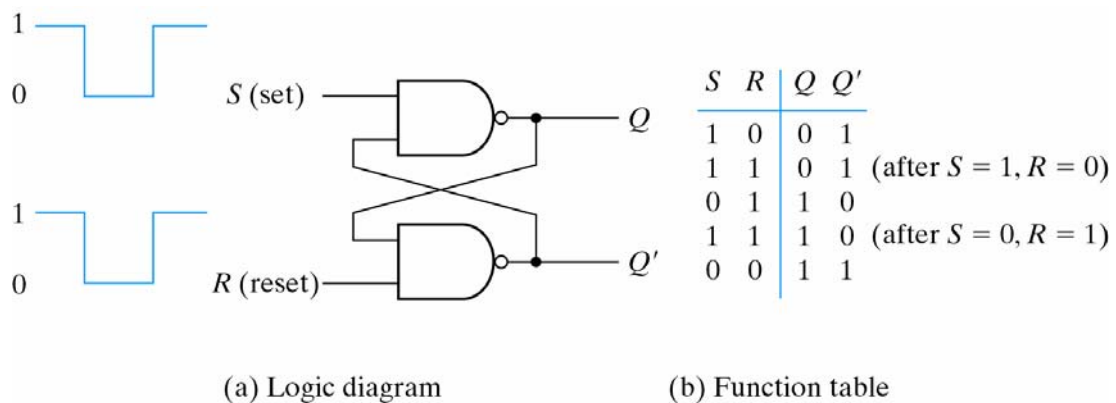 1
0
S (set)
Q
1
0
R (reset)
Q'
S R Q Q'
1 0 0 1
1 1 0 1 (after S = 1, R = 0)
0 1 1 0
1 1 1 0 (after S = 0, R = 1)
0 0 1 1
(a) Logic diagram
(b) Function table